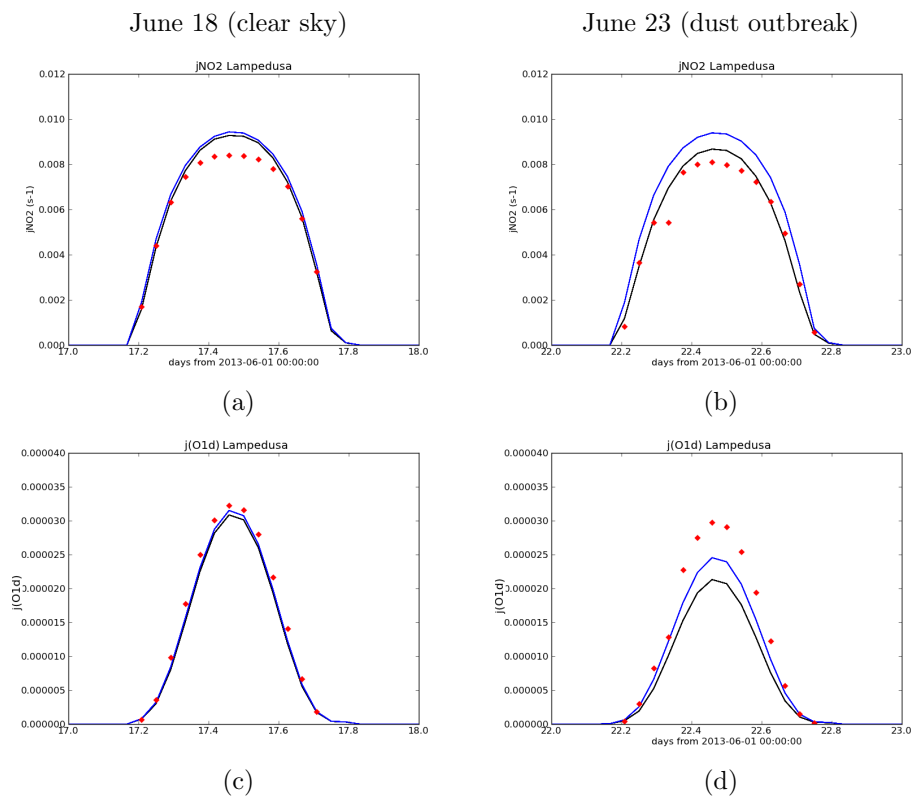 June 18 (clear sky)
June 23 (dust outbreak)
jNO2 Lampedusa
0.012
0.010
0.008
0.006
0.004
0.002
0.000
jNO2 (s-1)
17.0 17.2 17.4 17.6 17.8 18.0
days from 2013-06-01 00:00:00
(a)
jNO2 Lampedusa
0.012
0.010
0.008
0.006
0.004
0.002
0.000
jNO2 (s-1)
22.0 22.2 22.4 22.6 22.8 23.0
days from 2013-06-01 00:00:00
(b)
j(O1d) Lampedusa
0.000040
0.000035
0.000030
0.000025
0.000020
0.000015
0.000010
0.000005
0.000000
j(O1d)
17.0 17.2 17.4 17.6 17.8 18.0
(c)
j(O1d) Lampedusa
0.000040
0.000035
0.000030
0.000025
0.000020
0.000015
0.000010
0.000005
0.000000
j(O1d)
22.0 22.2 22.4 22.6 22.8 23.0
days from 2013-06-01 00:00:00
(d)